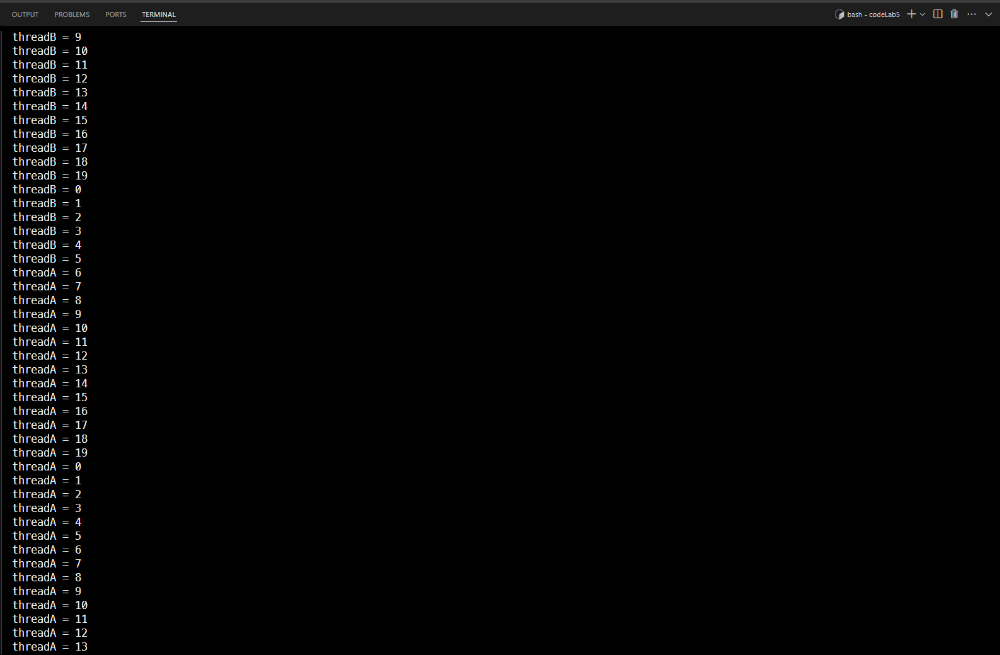 OUTPUT PROBLEMS PORTS TERMINAL bash - codeLab5
threadB = 9
threadB = 10
threadB = 11
threadB = 12
threadB = 13
threadB = 14
threadB = 15
threadB = 16
threadB = 17
threadB = 18
threadB = 19
threadB = 0
threadB = 1
threadB = 2
threadB = 3
threadB = 4
threadB = 5
threadA = 6
threadA = 7
threadA = 8
threadA = 9
threadA = 10
threadA = 11
threadA = 12
threadA = 13
threadA = 14
threadA = 15
threadA = 16
threadA = 17
threadA = 18
threadA = 19
threadA = 0
threadA = 1
threadA = 2
threadA = 3
threadA = 4
threadA = 5
threadA = 6
threadA = 7
threadA = 8
threadA = 9
threadA = 10
threadA = 11
threadA = 12
threadA = 13